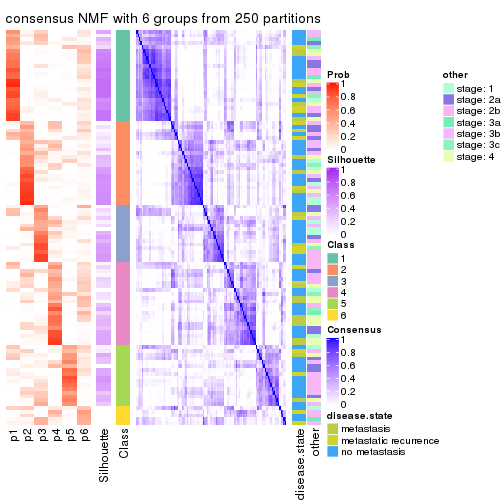 consensus NMF with 6 groups from 250 partitions
Prob
1
0.8
0.6
0.4
0.2
0
Silhouette
1
0.8
0.6
0.4
0.2
0
Class
1
2
3
4
5
6
Consensus
1
0.8
0.6
0.4
0.2
0
disease.state
metastasis
metastatic recurrence
no metastasis
other
stage: 1
stage: 2a
stage: 2b
stage: 3a
stage: 3b
stage: 3c
stage: 4
p1
p2
p3
p4
p5
p6
Silhouette
Class
disease.state
other